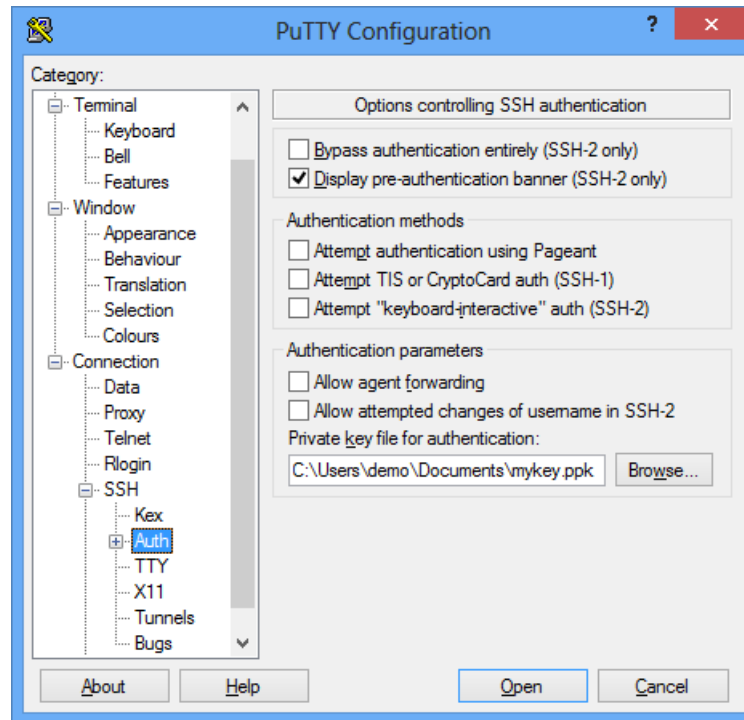 PuTTY Configuration
?
Category:
Terminal
Keyboard
Bell
Features
Window
Appearance
Behaviour
Translation
Selection
Colours
Connection
Data
Proxy
Telnet
Rlogin
SSH
Kex
Auth
TTY
X11
Tunnels
Bugs
Options controlling SSH authentication
Bypass authentication entirely (SSH-2 only)
Display pre-authentication banner (SSH-2 only)
Authentication methods
Attempt authentication using Pageant
Attempt TIS or CryptoCard auth (SSH-1)
Attempt "keyboard-interactive" auth (SSH-2)
Authentication parameters
Allow agent forwarding
Allow attempted changes of username in SSH-2
Private key file for authentication:
C:\Users\demo\Documents\mykey.ppk
Browse...
About
Help
Open
Cancel